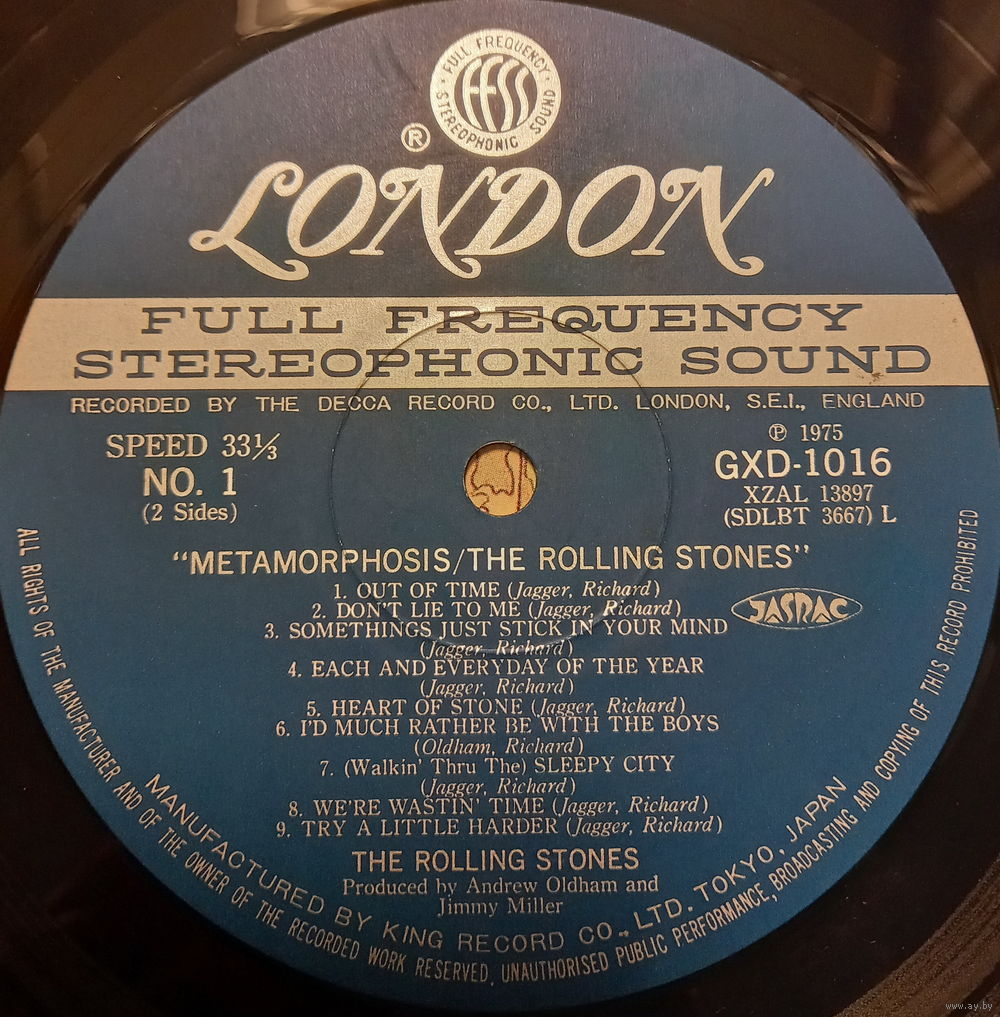 FULL FREQUENCY
STEREOPHONIC SOUND
FFSS
®
LONDON
FULL FREQUENCY
STEREOPHONIC SOUND
RECORDED BY THE DECCA RECORD CO., LTD. LONDON, S.E.I., ENGLAND
SPEED 33⅓
NO. 1
(2 Sides)
℗ 1975
GXD-1016
XZAL 13897
(SDLBT 3667) L
"METAMORPHOSIS/THE ROLLING STONES"
1. OUT OF TIME (Jagger, Richard)
2. DON'T LIE TO ME (Jagger, Richard)
3. SOMETHINGS JUST STICK IN YOUR MIND
(Jagger, Richard)
4. EACH AND EVERYDAY OF THE YEAR
(Jagger, Richard)
5. HEART OF STONE (Jagger, Richard)
6. I'D MUCH RATHER BE WITH THE BOYS
(Oldham, Richard)
7. (Walkin' Thru The) SLEEPY CITY
(Jagger, Richard)
8. WE'RE WASTIN' TIME (Jagger, Richard)
9. TRY A LITTLE HARDER (Jagger, Richard)
JASRAC
THE ROLLING STONES
Produced by Andrew Oldham and
Jimmy Miller
MANUFACTURED BY KING RECORD CO., LTD. TOKYO, JAPAN
ALL RIGHTS OF THE MANUFACTURER AND OF THE OWNER OF THE RECORDED WORK RESERVED. UNAUTHORISED PUBLIC PERFORMANCE, BROADCASTING AND COPYING OF THIS RECORD PROHIBITED
www.ay.by